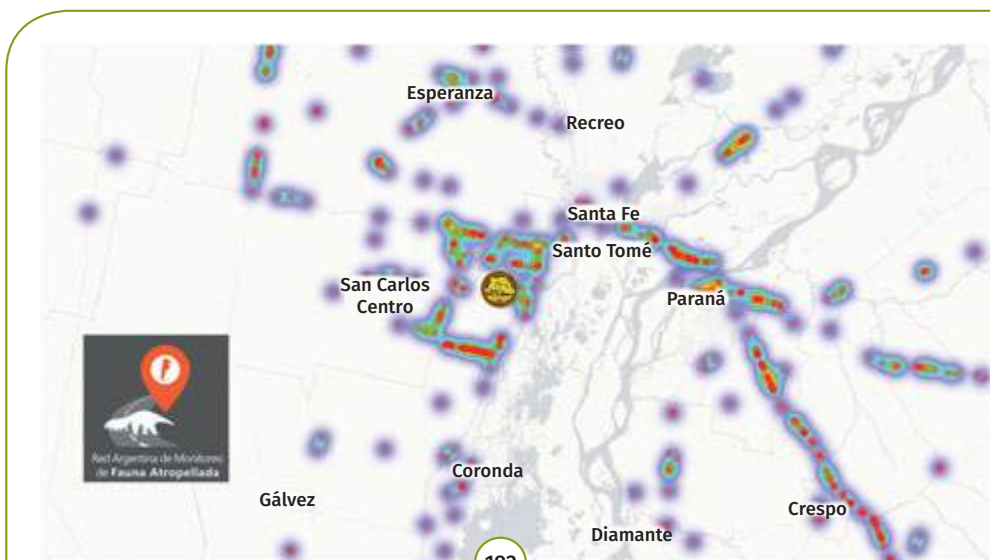 Esperanza
Recreo
Santa Fe
Santo Tomé
San Carlos
Centro
Paraná
Red Argentina de Monitores
de Fauna Atropellada
Coronda
Gálvez
Crespo
Diamante